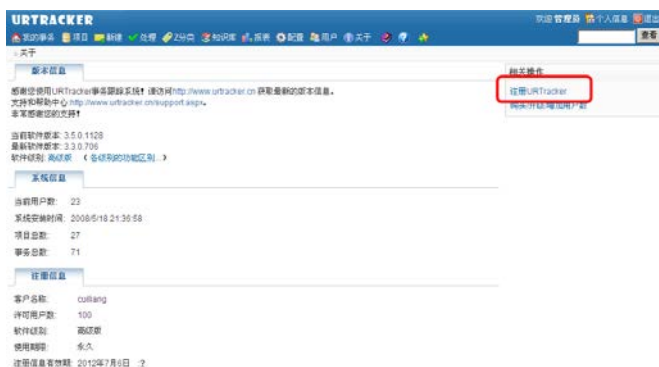 URTRACKER
欢迎 管理员 个人信息 退出
我的事务 项目 新建 处理 2分类 知识库 报表 配置 用户 关于
查看
关于
版本信息
相关操作
感谢您使用URTracker事务跟踪系统! 请访问http://www.urtracker.cn 获取最新的版本信息。
注册URTracker
支持和帮助中心 http://www.urtracker.cn/support.aspx。
购买/升级/增加用户数
非常感谢您的支持!
当前软件版本: 3.5.0.1128
最新软件版本: 3.3.0.706
软件级别: 高级版 ( 各级别的功能区别...)
系统信息
当前用户数: 23
系统安装时间: 2008/5/18 21:36:58
项目总数: 27
事务总数: 71
注册信息
客户名称: cuiliang
许可用户数: 100
软件级别: 高级版
使用期限: 永久
注册信息有效期: 2012年7月6日 ?